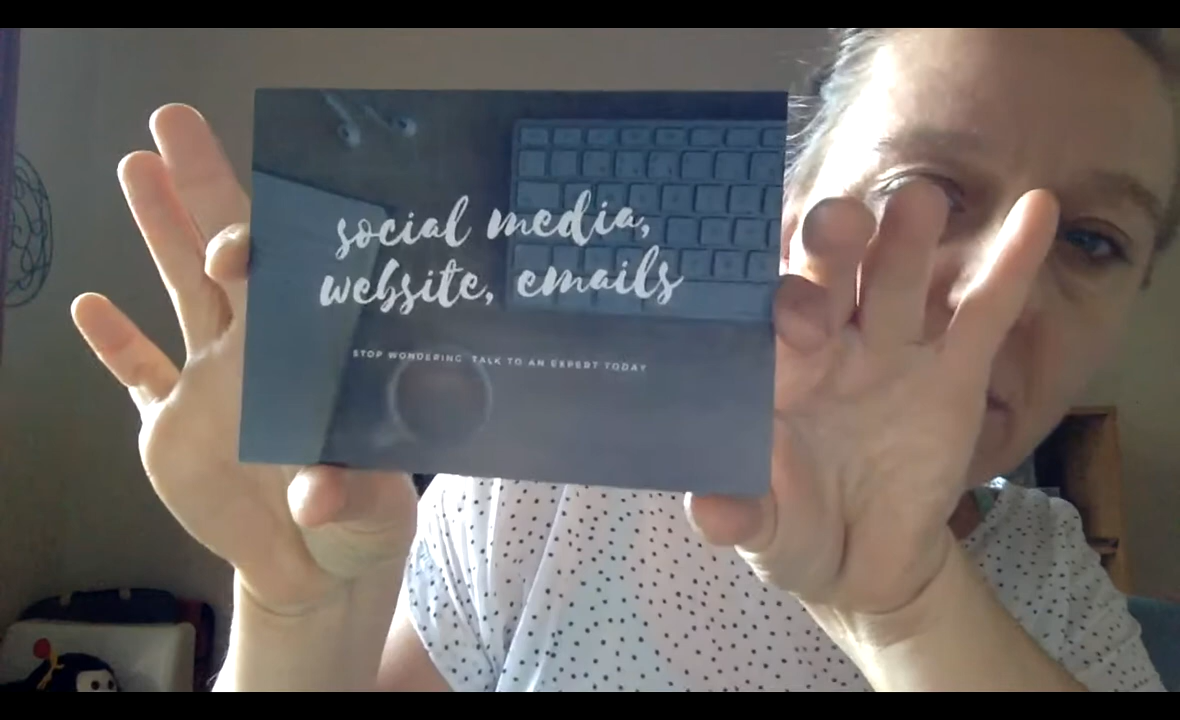 social media,
website, emails
STOP WONDERING TALK TO AN EXPERT TODAY